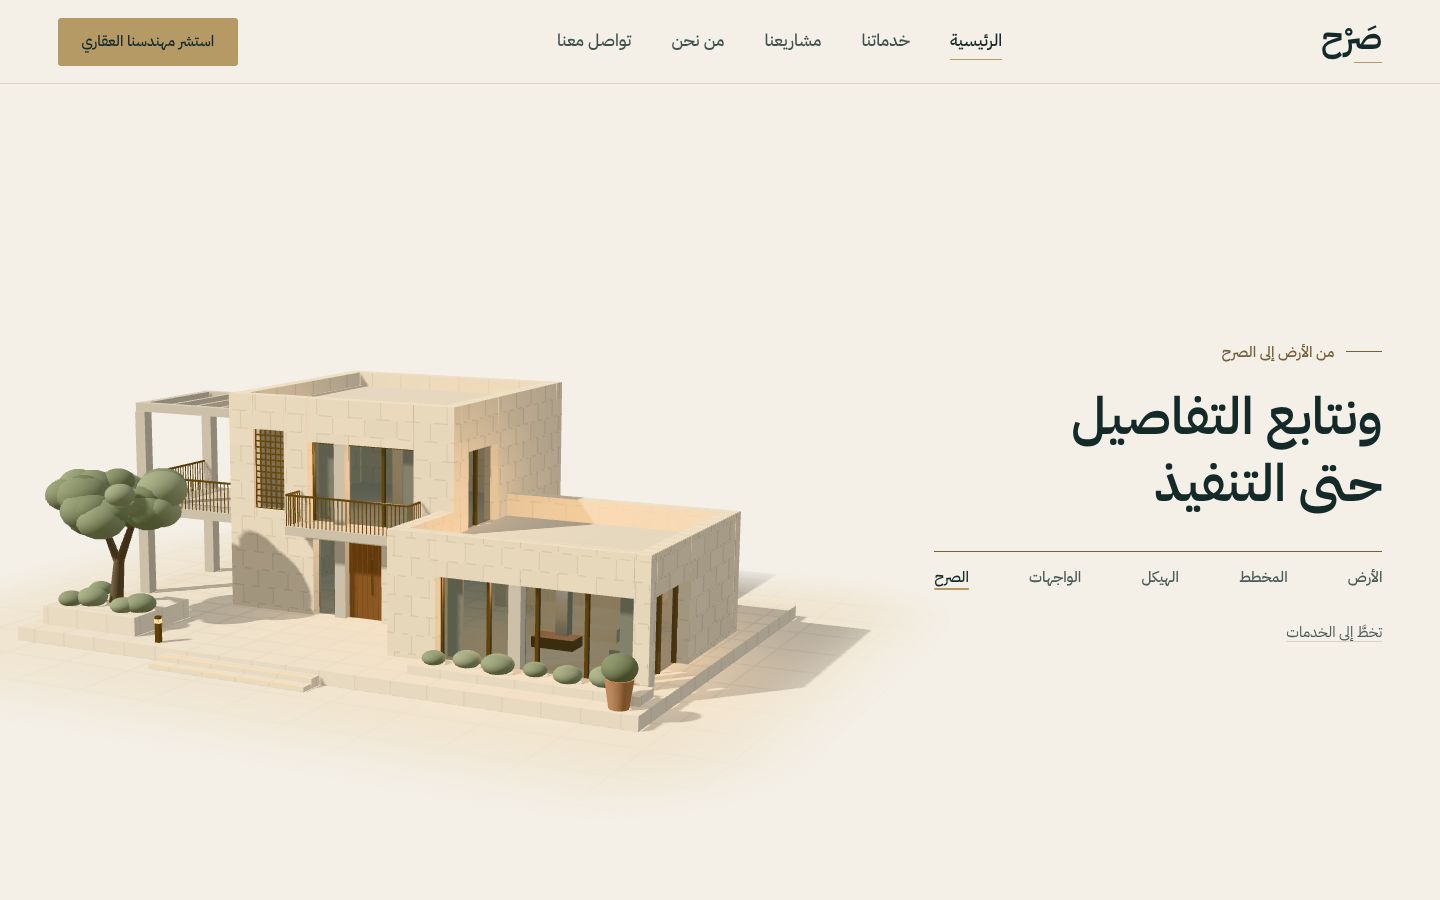 صَرْح
الرئيسية
خدماتنا
مشاريعنا
من نحن
تواصل معنا
استشر مهندسنا العقاري
من الأرض إلى الصرح
ونتابع التفاصيل
حتى التنفيذ
الأرض
المخطط
الهيكل
الواجهات
الصرح
تخطَّ إلى الخدمات